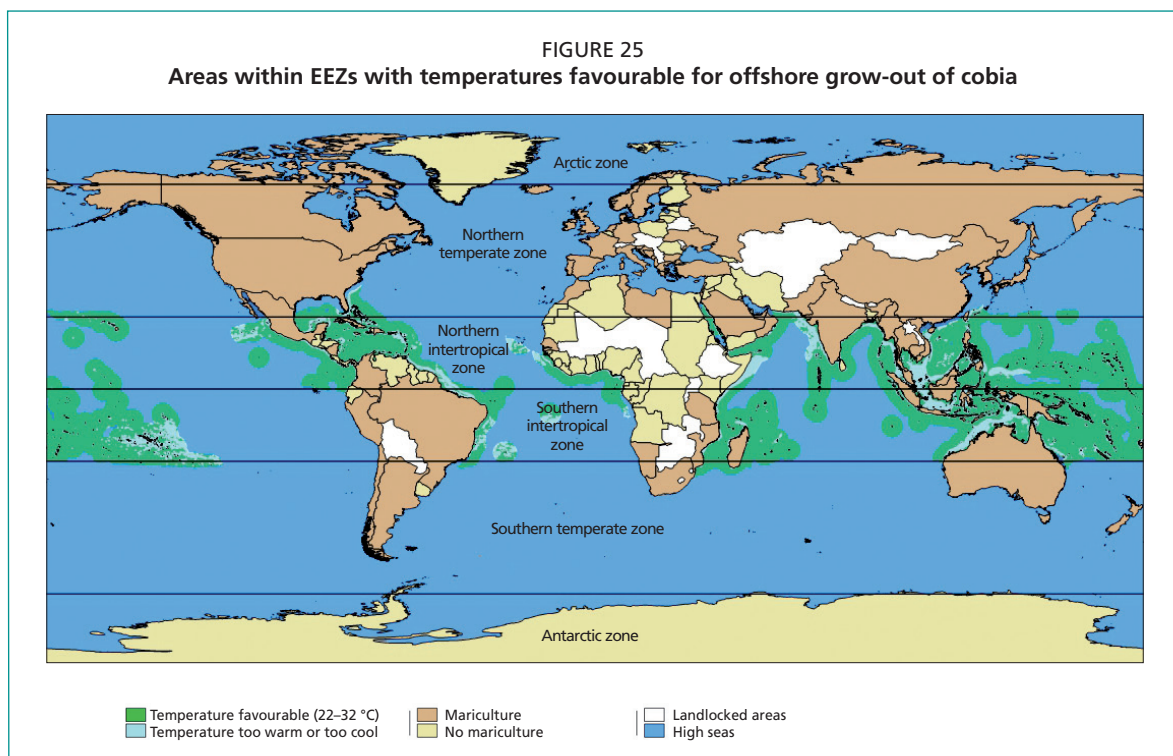 FIGURE 25
Areas within EEZs with temperatures favourable for offshore grow-out of cobia
Arctic zone
Northern
temperate zone
Northern
intertropical
zone
Southern
intertropical
zone
Southern temperate zone
Antarctic zone
Temperature favourable (22–32 °C)
Temperature too warm or too cool
Mariculture
No mariculture
Landlocked areas
High seas